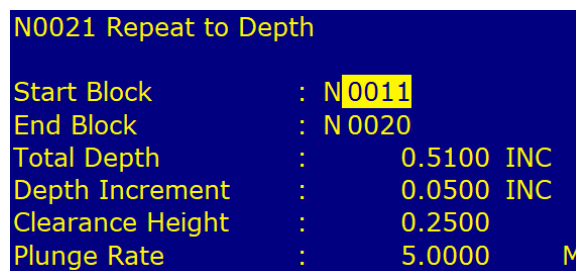 N0021 Repeat to Depth
Start Block : N 0011
End Block : N 0020
Total Depth : 0.5100 INC
Depth Increment : 0.0500 INC
Clearance Height : 0.2500
Plunge Rate : 5.0000 M